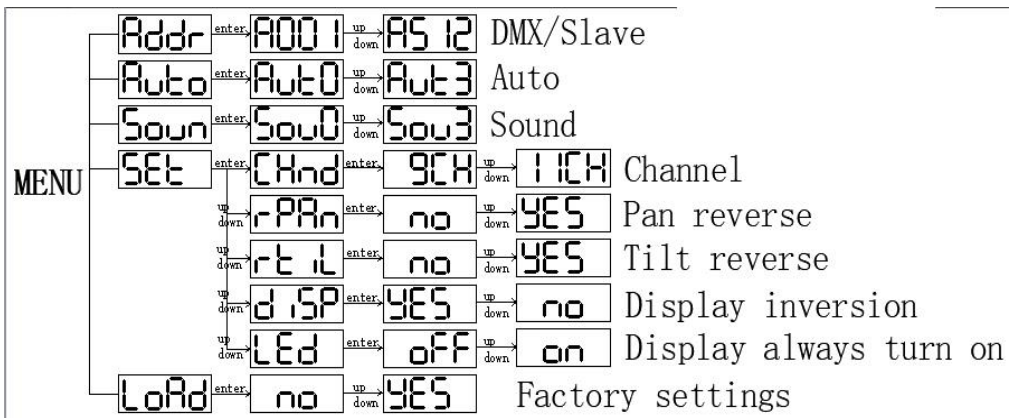 Addr enter A001 up down A512 DMX/Slave
Auto enter Aut0 up down Aut3 Auto
Soun enter Sou0 up down Sou3 Sound
MENU SEt enter CHnd enter 9CH up down 11CH Channel
up down rPAn enter no up down YES Pan reverse
up down rtiL enter no up down YES Tilt reverse
up down diSP enter YES up down no Display inversion
up down LEd enter oFF up down on Display always turn on
LoAd enter no up down YES Factory settings